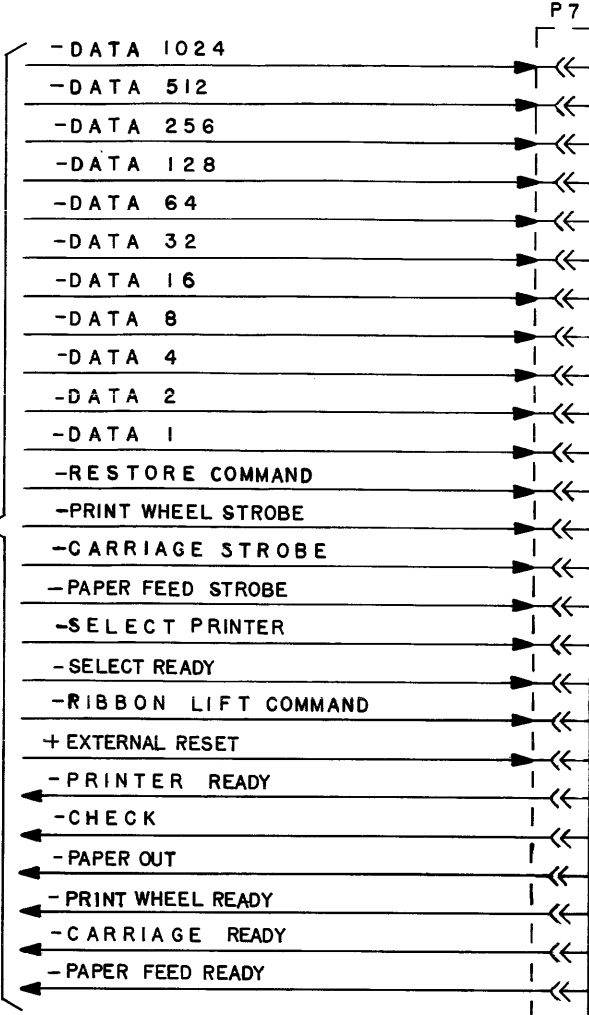 P7
-DATA 1024
-DATA 512
-DATA 256
-DATA 128
-DATA 64
-DATA 32
-DATA 16
-DATA 8
-DATA 4
-DATA 2
-DATA 1
-RESTORE COMMAND
-PRINT WHEEL STROBE
-CARRIAGE STROBE
-PAPER FEED STROBE
-SELECT PRINTER
-SELECT READY
-RIBBON LIFT COMMAND
+EXTERNAL RESET
-PRINTER READY
-CHECK
-PAPER OUT
-PRINT WHEEL READY
-CARRIAGE READY
-PAPER FEED READY